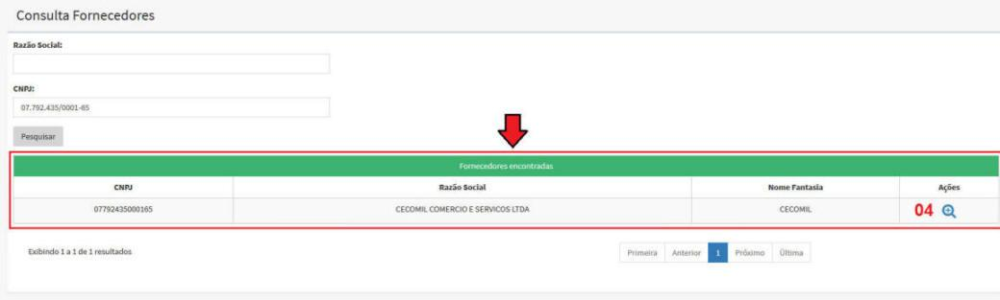 Consulta Fornecedores
Razão Social:
CNPJ:
07.792.435/0001-65
Pesquisar
Fornecedores encontradas
CNPJ Razão Social Nome Fantasia Ações
07792435000165 CECOMIL COMERCIO E SERVICOS LTDA CECOMIL 04
Exibindo 1 a 1 de 1 resultados Primeira Anterior 1 Próximo Última